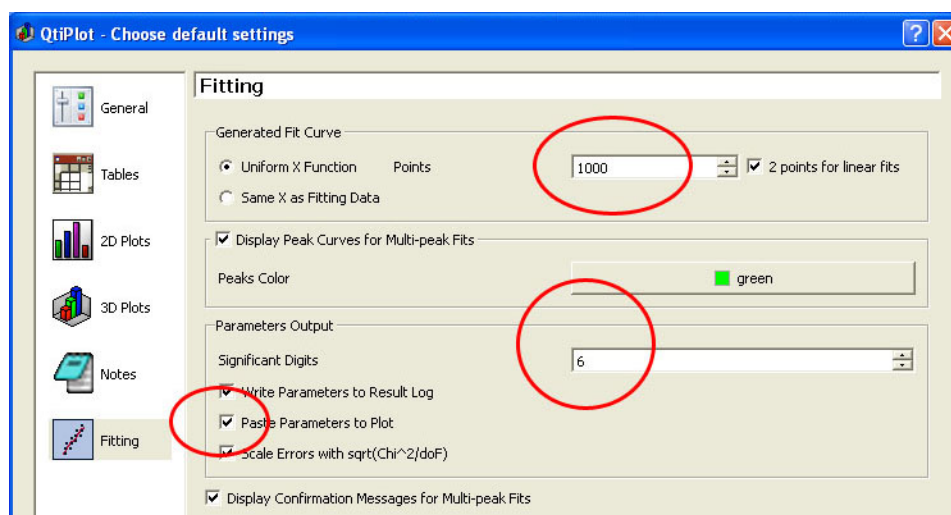 QtiPlot - Choose default settings
General
Tables
2D Plots
3D Plots
Notes
Fitting
Fitting
Generated Fit Curve
Uniform X Function Points 1000 2 points for linear fits
Same X as Fitting Data
Display Peak Curves for Multi-peak Fits
Peaks Color green
Parameters Output
Significant Digits 6
Write Parameters to Result Log
Paste Parameters to Plot
Scale Errors with sqrt(Chi^2/doF)
Display Confirmation Messages for Multi-peak Fits